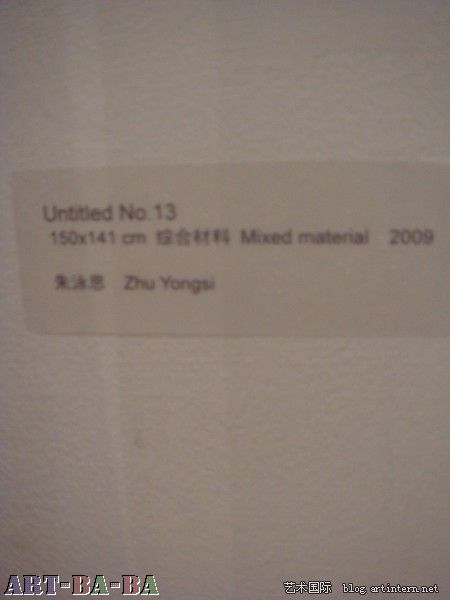 Untitled No.13
150x141 cm 综合材料 Mixed material 2009
朱泳思 Zhu Yongsi
ART-BA-BA
艺术国际 blog.artintern.net